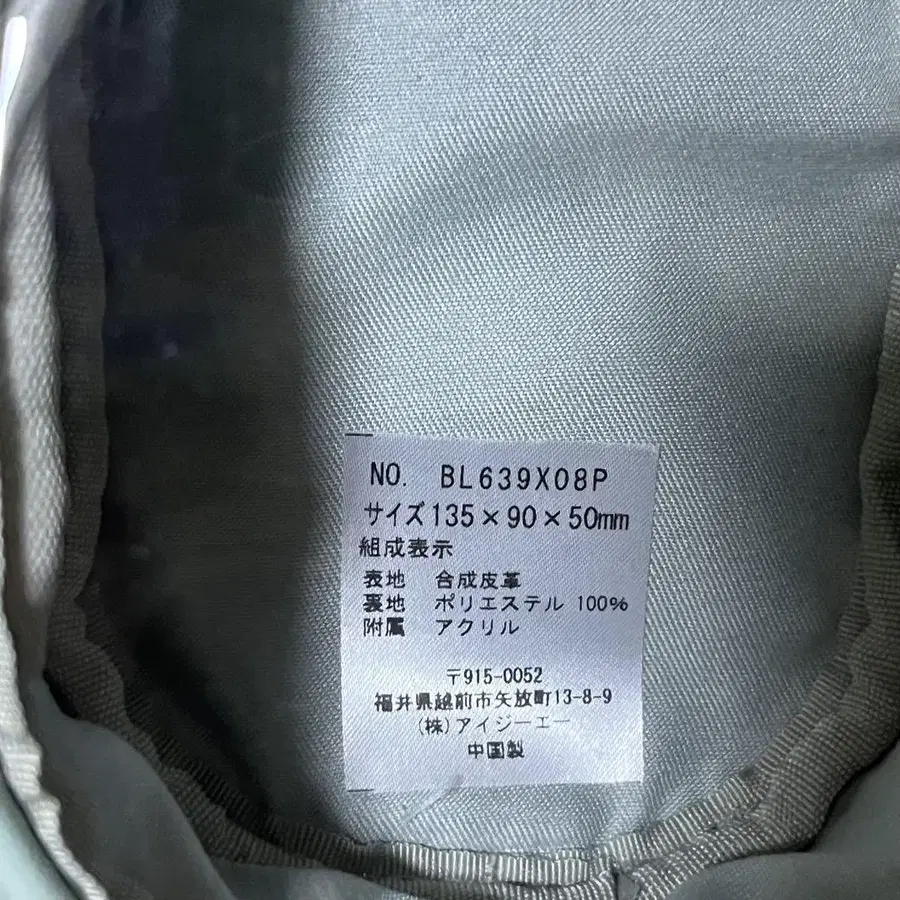 NO. BL639X08P
サイズ135×90×50mm
組成表示
表地 合成皮革
裏地 ポリエステル 100%
附属 アクリル
〒915-0052
福井県越前市矢放町13-8-9
(株)アイジーエー
中国製